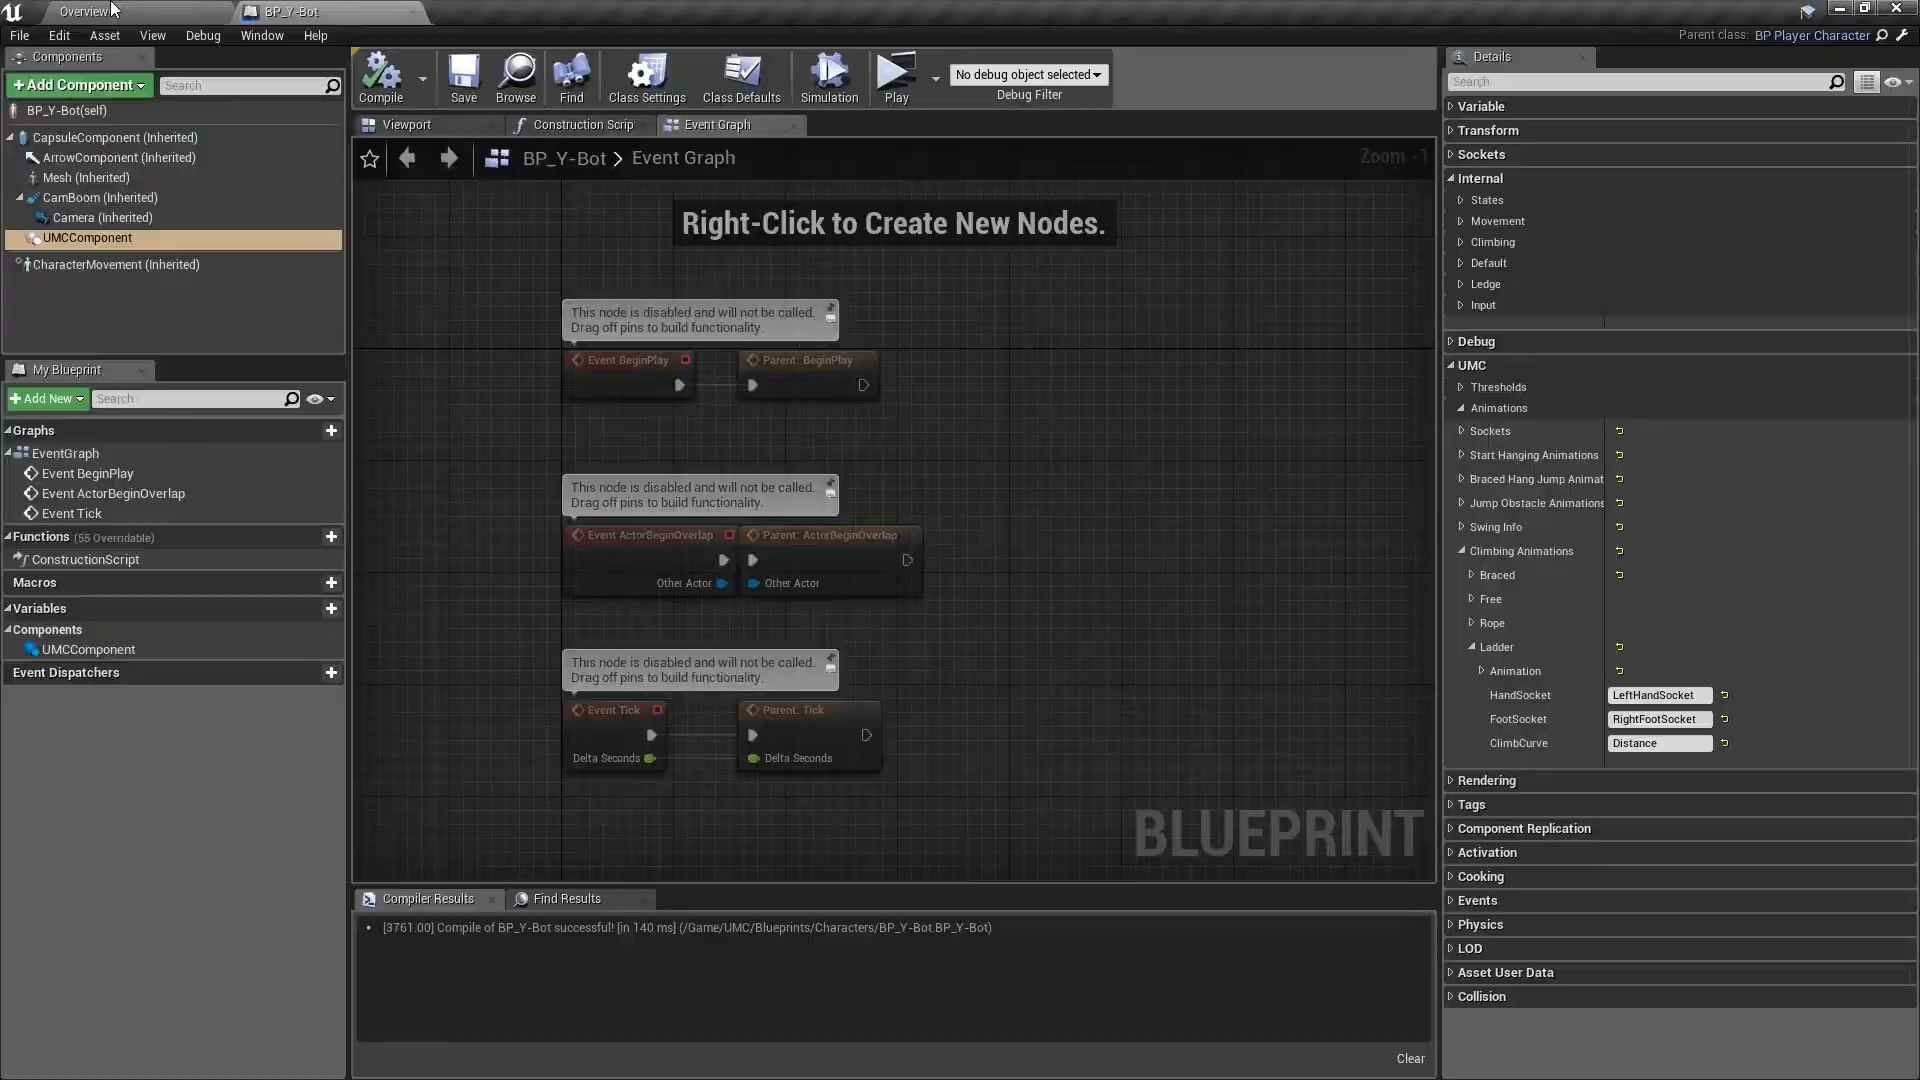 Overview
BP_Y-Bot
File Edit Asset View Debug Window Help
Parent class: BP Player Character
Components
+Add Component
Search
BP_Y-Bot(self)
CapsuleComponent (Inherited)
ArrowComponent (Inherited)
Mesh (Inherited)
CamBoom (Inherited)
Camera (Inherited)
UMCComponent
CharacterMovement (Inherited)
My Blueprint
+Add New
Search
Graphs
EventGraph
Event BeginPlay
Event ActorBeginOverlap
Event Tick
Functions (55 Overridable)
ConstructionScript
Macros
Variables
Components
UMCComponent
Event Dispatchers
Compile
Save
Browse
Find
Class Settings
Class Defaults
Simulation
Play
No debug object selected
Debug Filter
Viewport
Construction Scrip
Event Graph
BP_Y-Bot > Event Graph
Zoom -1
Right-Click to Create New Nodes.
This node is disabled and will not be called.
Drag off pins to build functionality.
Event BeginPlay
Parent: BeginPlay
This node is disabled and will not be called.
Drag off pins to build functionality.
Event ActorBeginOverlap
Parent: ActorBeginOverlap
Other Actor
Other Actor
This node is disabled and will not be called.
Drag off pins to build functionality.
Event Tick
Parent: Tick
Delta Seconds
Delta Seconds
BLUEPRINT
Compiler Results
Find Results
[3761.00] Compile of BP_Y-Bot successful! [in 140 ms] (/Game/UMC/Blueprints/Characters/BP_Y-Bot.BP_Y-Bot)
Clear
Details
Search
Variable
Transform
Sockets
Internal
States
Movement
Climbing
Default
Ledge
Input
Debug
UMC
Thresholds
Animations
Sockets
Start Hanging Animations
Braced Hang Jump Animat
Jump Obstacle Animations
Swing Info
Climbing Animations
Braced
Free
Rope
Ladder
Animation
HandSocket LeftHandSocket
FootSocket RightFootSocket
ClimbCurve Distance
Rendering
Tags
Component Replication
Activation
Cooking
Events
Physics
LOD
Asset User Data
Collision